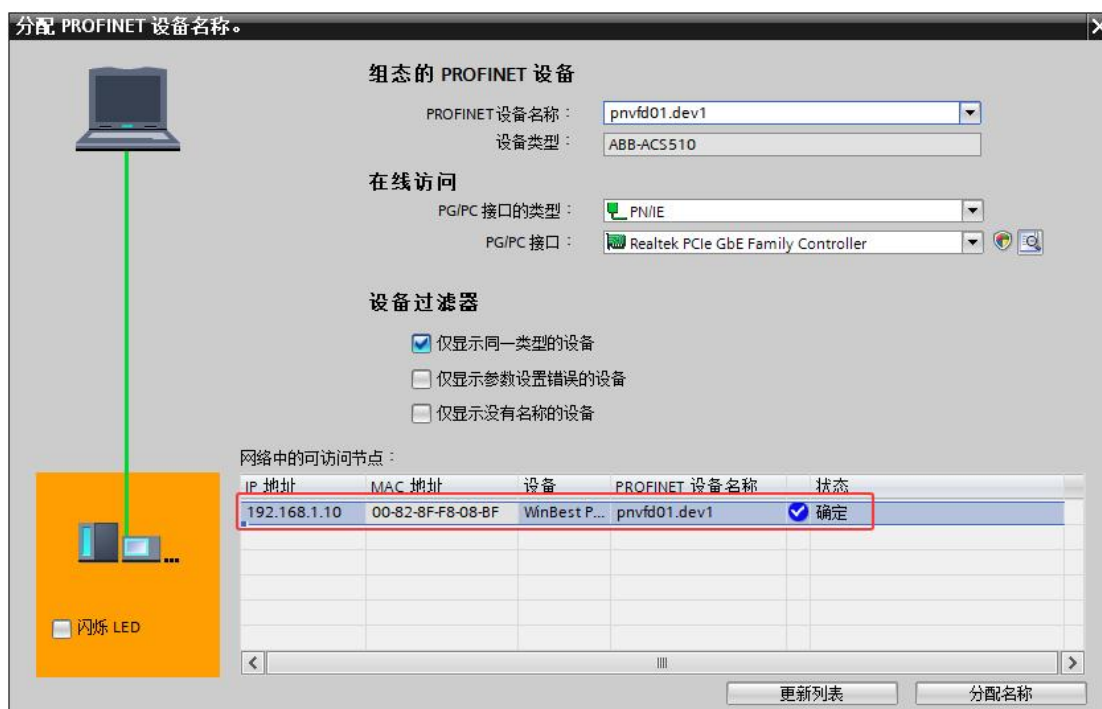 分配 PROFINET 设备名称。
组态的 PROFINET 设备
PROFINET设备名称： pnvfd01.dev1
设备类型： ABB-ACS510
在线访问
PG/PC 接口的类型： PN/IE
PG/PC 接口： Realtek PCIe GbE Family Controller
设备过滤器
仅显示同一类型的设备
仅显示参数设置错误的设备
仅显示没有名称的设备
网络中的可访问节点：
IP 地址 MAC 地址 设备 PROFINET 设备名称 状态
192.168.1.10 00-82-8F-F8-08-BF WinBest P... pnvfd01.dev1 确定
闪烁 LED
更新列表 分配名称